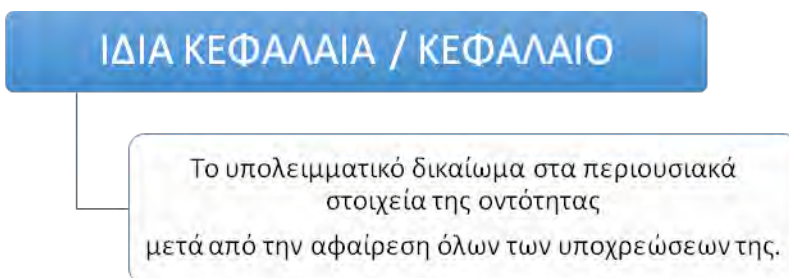 ΙΔΙΑ ΚΕΦΑΛΑΙΑ / ΚΕΦΑΛΑΙΟ
Το υπολειμματικό δικαίωμα στα περιουσιακά
στοιχεία της οντότητας
μετά από την αφαίρεση όλων των υποχρεώσεων της.